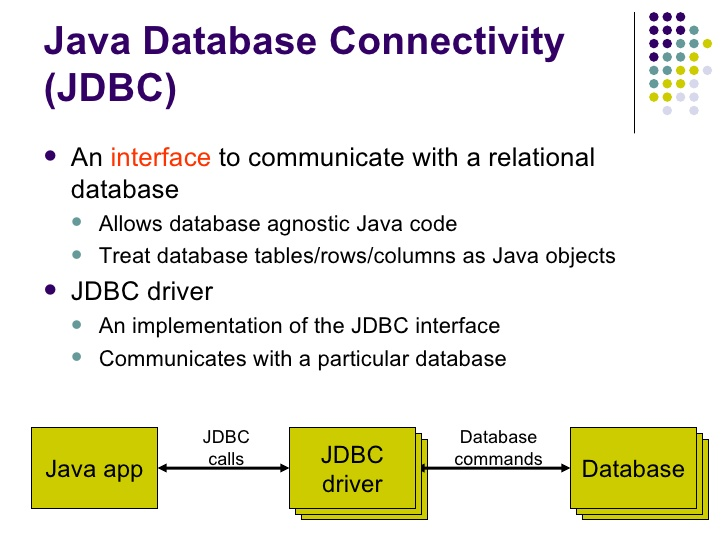 Java Database Connectivity
(JDBC)
An interface to communicate with a relational
database
Allows database agnostic Java code
Treat database tables/rows/columns as Java objects
JDBC driver
An implementation of the JDBC interface
Communicates with a particular database
Java app
JDBC
calls
JDBC
driver
Database
commands
Database